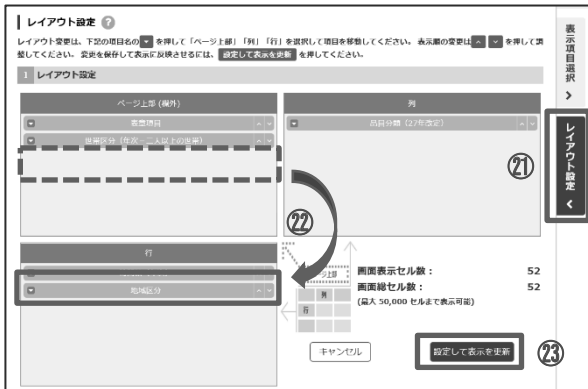 レイアウト設定 ?
レイアウト変更は、下記の項目名の を押して「ページ上部」「列」「行」を選択して項目を移動してください。 表示順の変更は を押して調
整してください。 変更を保存して表示に反映させるには、 設定して表示を更新 を押してください。
1 レイアウト設定
ページ上部 (欄外)
表章項目
世帯区分（年次－二人以上の世帯）
列
品目分類（27年改定）
㉑
㉒
行
地域区分
ページ上部
列
行
画面表示セル数： 52
画面総セル数： 52
(最大 50,000 セルまで表示可能)
キャンセル
設定して表示を更新
㉓
表示項目選択
レイアウト設定